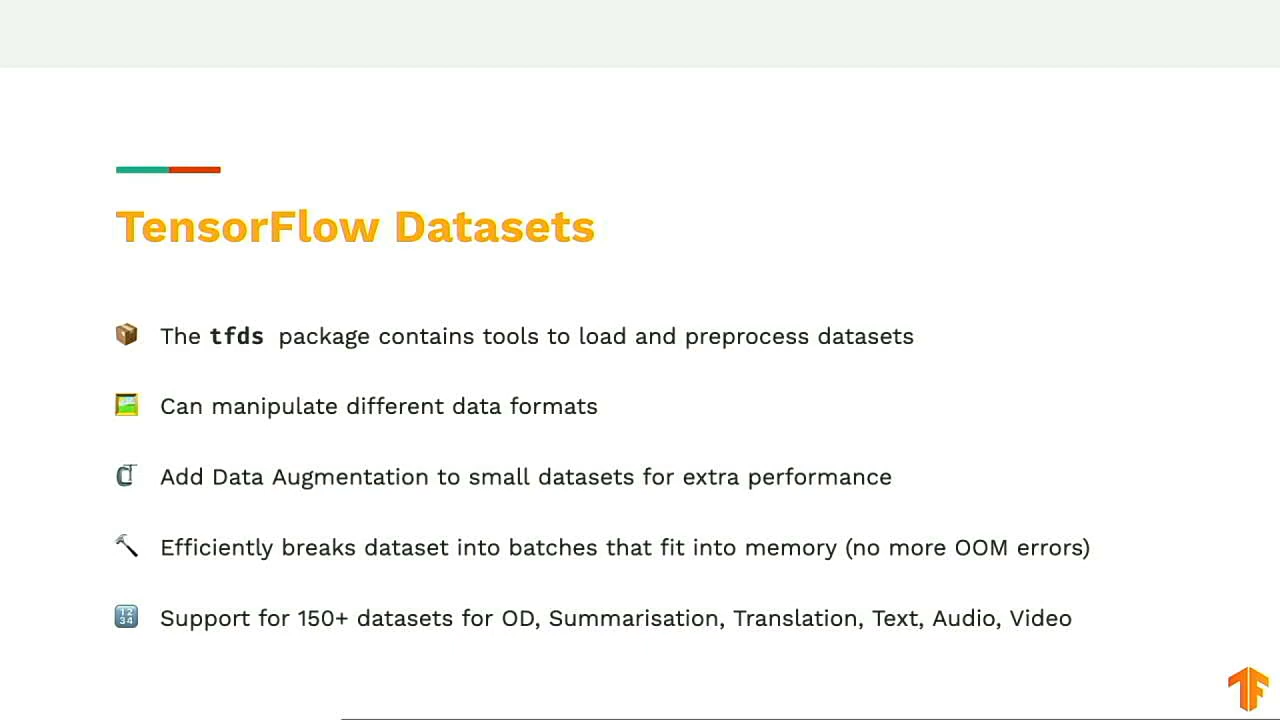 TensorFlow Datasets
The tfds package contains tools to load and preprocess datasets
Can manipulate different data formats
Add Data Augmentation to small datasets for extra performance
Efficiently breaks dataset into batches that fit into memory (no more OOM errors)
Support for 150+ datasets for OD, Summarisation, Translation, Text, Audio, Video